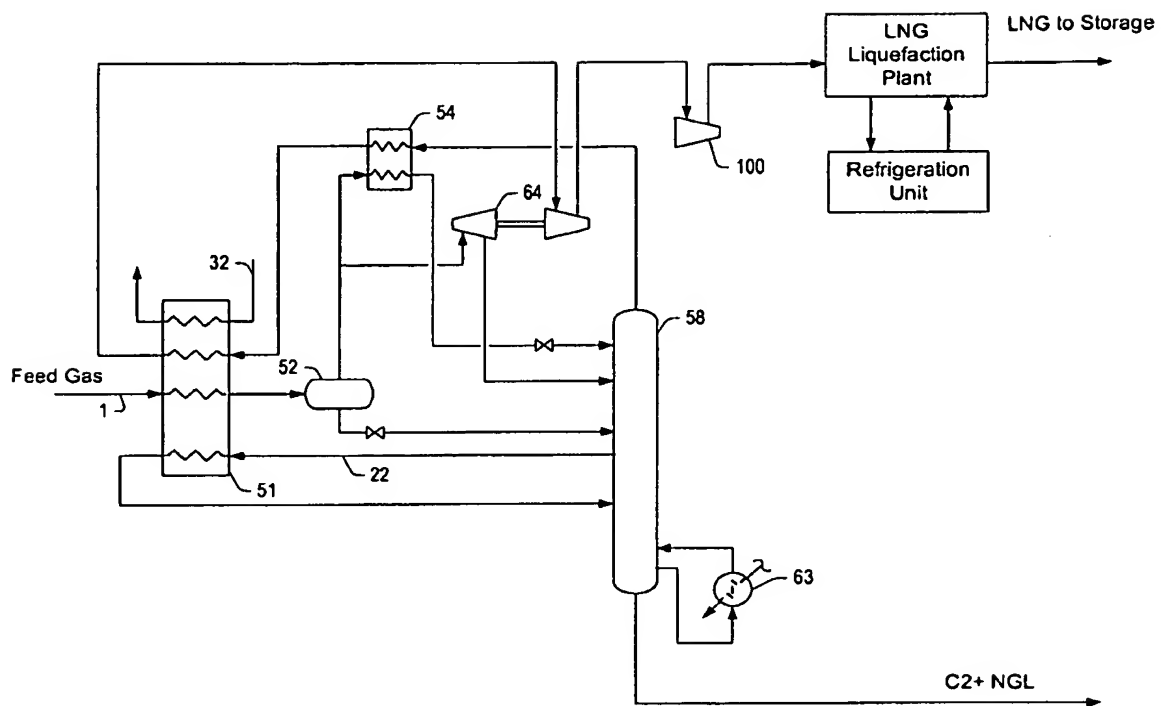 LNG to Storage
LNG
Liquefaction
Plant
54
100
Refrigeration
Unit
64
32
58
52
Feed Gas
1
22
51
63
C2+ NGL